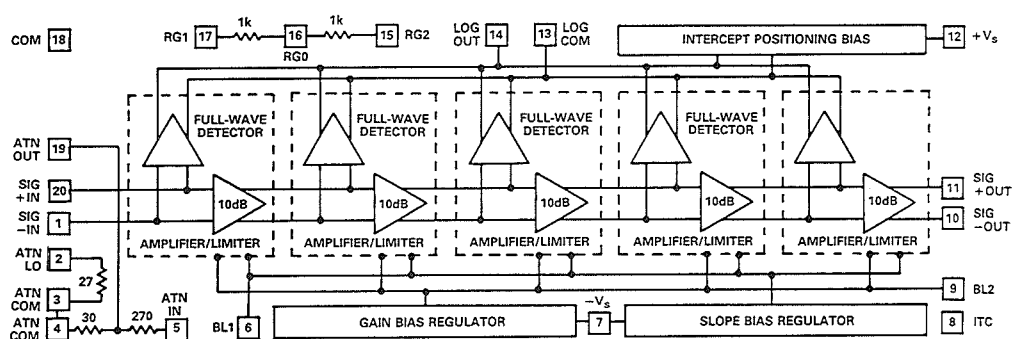 COM 18
RG1 17 1k 16 1k 15 RG2
RG0
LOG OUT 14
13 LOG COM
INTERCEPT POSITIONING BIAS 12 +Vs
FULL-WAVE DETECTOR
FULL-WAVE DETECTOR
FULL-WAVE DETECTOR
FULL-WAVE DETECTOR
ATN OUT 19
SIG +IN 20
SIG −IN 1
10dB
10dB
10dB
10dB
10dB
11 SIG +OUT
10 SIG −OUT
AMPLIFIER/LIMITER
AMPLIFIER/LIMITER
AMPLIFIER/LIMITER
AMPLIFIER/LIMITER
AMPLIFIER/LIMITER
ATN LO 2
27
ATN COM 3
ATN COM 4
30
270
ATN IN
5
BL1 6
GAIN BIAS REGULATOR
−Vs
7
SLOPE BIAS REGULATOR
9 BL2
8 ITC